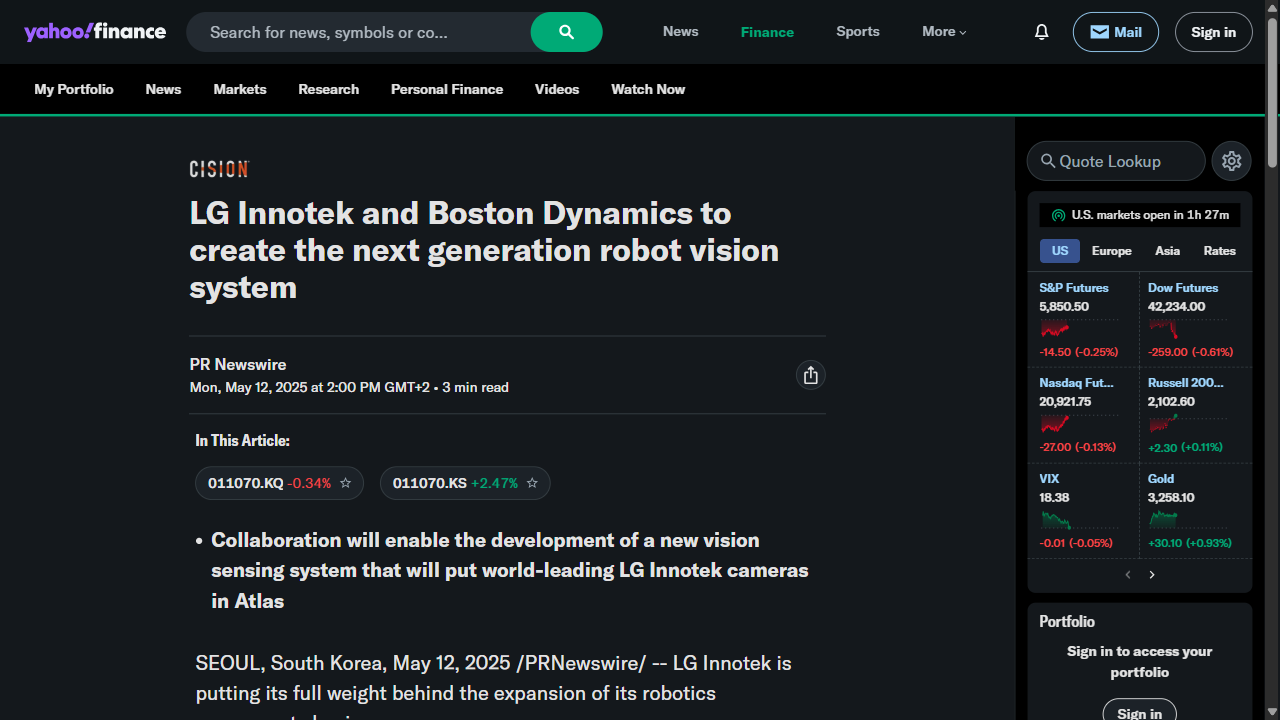 yahoo!finance
Search for news, symbols or co...
News
Finance
Sports
More
Mail
Sign in
My Portfolio
News
Markets
Research
Personal Finance
Videos
Watch Now
CISION
LG Innotek and Boston Dynamics to
create the next generation robot vision
system
PR Newswire
Mon, May 12, 2025 at 2:00 PM GMT+2 • 3 min read
In This Article:
011070.KQ -0.34%
011070.KS +2.47%
• Collaboration will enable the development of a new vision
sensing system that will put world-leading LG Innotek cameras
in Atlas
SEOUL, South Korea, May 12, 2025 /PRNewswire/ -- LG Innotek is
putting its full weight behind the expansion of its robotics
Quote Lookup
U.S. markets open in 1h 27m
US
Europe
Asia
Rates
S&P Futures
5,850.50
-14.50 (-0.25%)
Dow Futures
42,234.00
-259.00 (-0.61%)
Nasdaq Fut...
20,921.75
-27.00 (-0.13%)
Russell 200...
2,102.60
+2.30 (+0.11%)
VIX
18.38
-0.01 (-0.05%)
Gold
3,258.10
+30.10 (+0.93%)
Portfolio
Sign in to access your
portfolio
Sign in